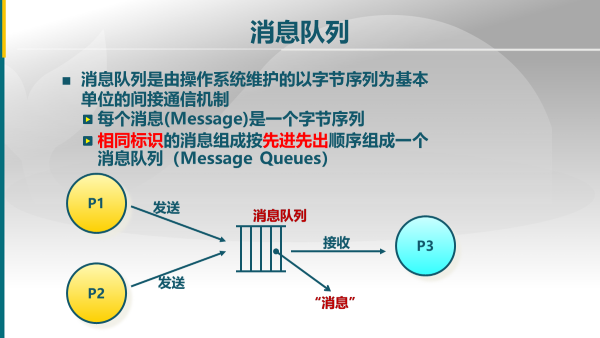 消息队列
消息队列是由操作系统维护的以字节序列为基本
单位的间接通信机制
每个消息(Message)是一个字节序列
相同标识的消息组成按先进先出顺序组成一个
消息队列（Message Queues）
P1
发送
消息队列
接收
P3
P2
发送
“消息”